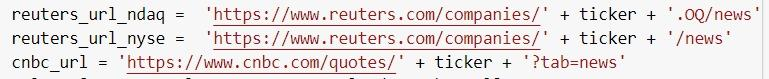 reuters_url_ndaq =  'https://www.reuters.com/companies/' + ticker + '.OQ/news'
reuters_url_nyse =  'https://www.reuters.com/companies/' + ticker + '/news'
cnbc_url = 'https://www.cnbc.com/quotes/' + ticker + '?tab=news'